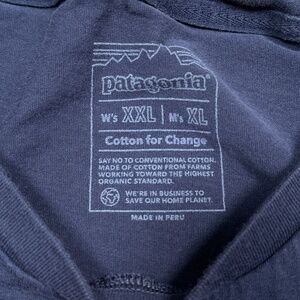 patagonia®
W's XXL | M's XL
Cotton for Change
SAY NO TO CONVENTIONAL COTTON.
MADE OF COTTON FROM FARMS
WORKING TOWARD THE HIGHEST
ORGANIC STANDARD.
WE'RE IN BUSINESS TO
SAVE OUR HOME PLANET.
MADE IN PERU